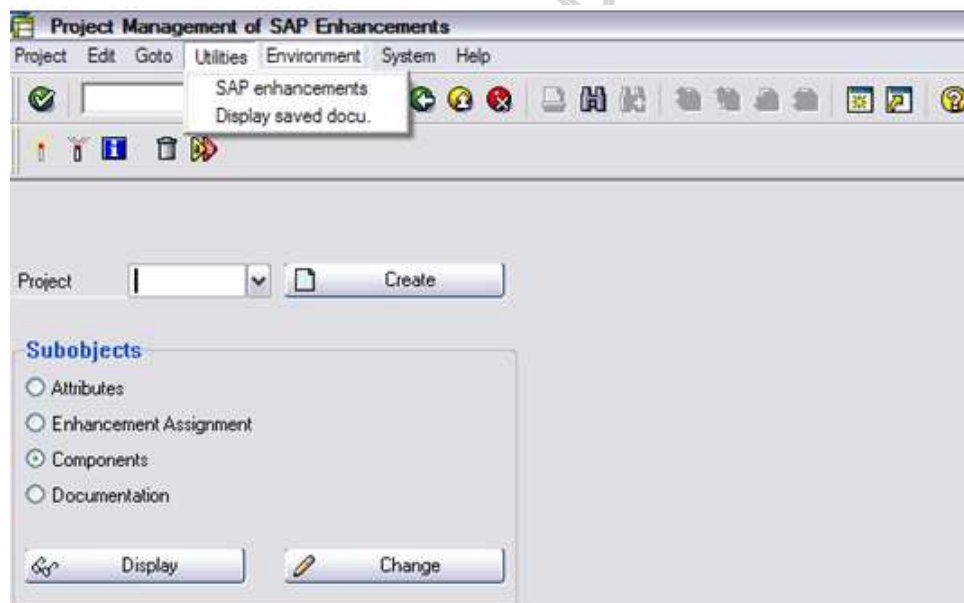 Project Management of SAP Enhancements
Project Edit Goto Utilities Environment System Help
SAP enhancements
Display saved docu.
Project
Create
Subobjects
Attributes
Enhancement Assignment
Components
Documentation
Display
Change